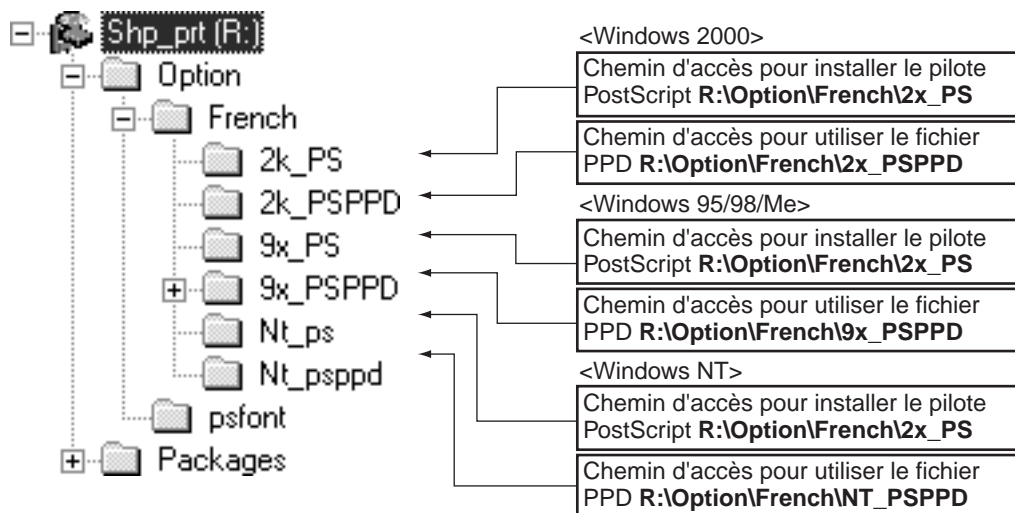 Shp_prt (R:)
Option
French
2k_PS
2k_PSPPD
9x_PS
9x_PSPPD
Nt_ps
Nt_psppd
psfont
Packages
<Windows 2000>
Chemin d'accès pour installer le pilote
PostScript R:\Option\French\2x_PS
Chemin d'accès pour utiliser le fichier
PPD R:\Option\French\2x_PSPPD
<Windows 95/98/Me>
Chemin d'accès pour installer le pilote
PostScript R:\Option\French\2x_PS
Chemin d'accès pour utiliser le fichier
PPD R:\Option\French\9x_PSPPD
<Windows NT>
Chemin d'accès pour installer le pilote
PostScript R:\Option\French\2x_PS
Chemin d'accès pour utiliser le fichier
PPD R:\Option\French\NT_PSPPD